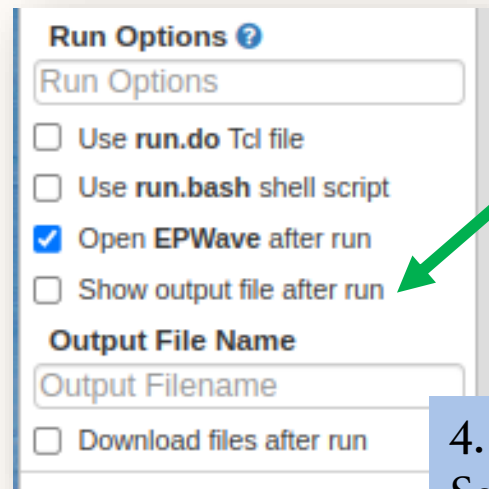 Run Options ?
Run Options
Use run.do Tcl file
Use run.bash shell script
Open EPWave after run
Show output file after run
Output File Name
Output Filename
Download files after run
4.